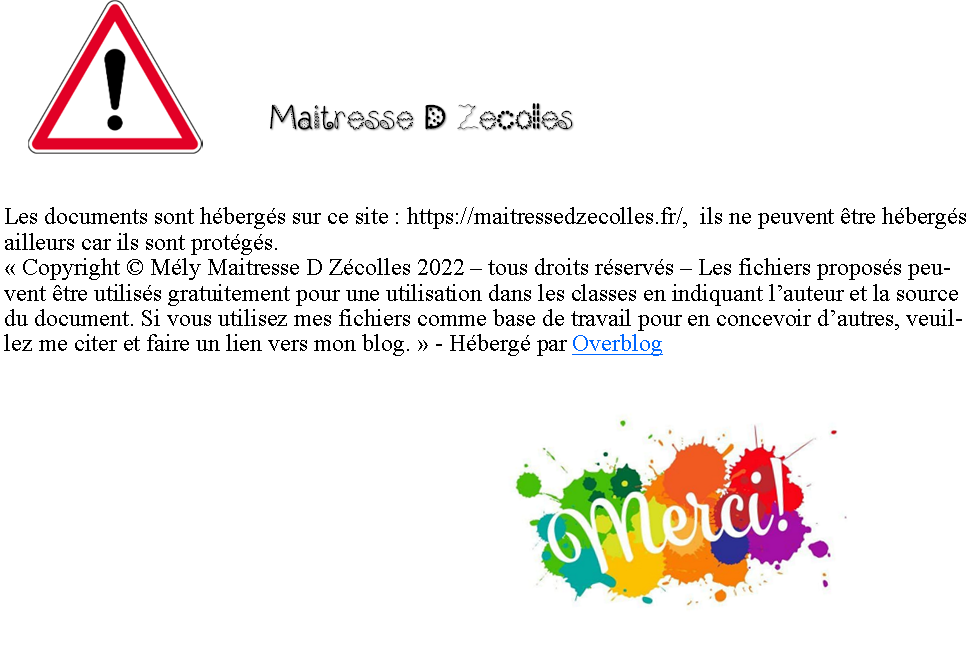 Maitresse D Zecolles
Les documents sont hébergés sur ce site : https://maitressedzecolles.fr/, ils ne peuvent être hébergés
ailleurs car ils sont protégés.
« Copyright © Mély Maitresse D Zécolles 2022 – tous droits réservés – Les fichiers proposés peu-
vent être utilisés gratuitement pour une utilisation dans les classes en indiquant l’auteur et la source
du document. Si vous utilisez mes fichiers comme base de travail pour en concevoir d’autres, veuil-
lez me citer et faire un lien vers mon blog. » - Hébergé par Overblog
Merci!